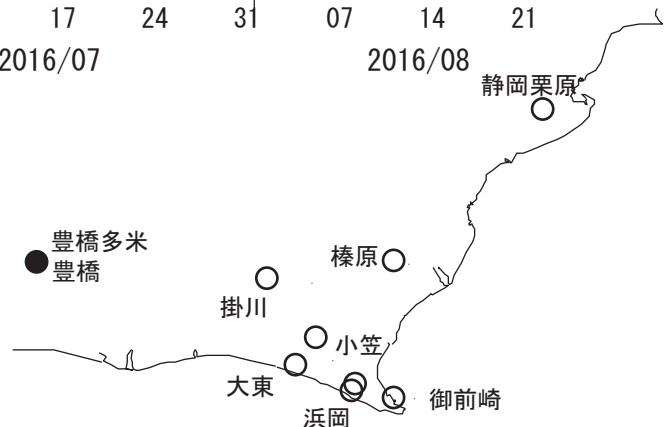 17 24 31 07 14 21
2016/07 2016/08
静岡栗原
豊橋多米
豊橋
榛原
掛川
小笠
大東
御前崎
浜岡